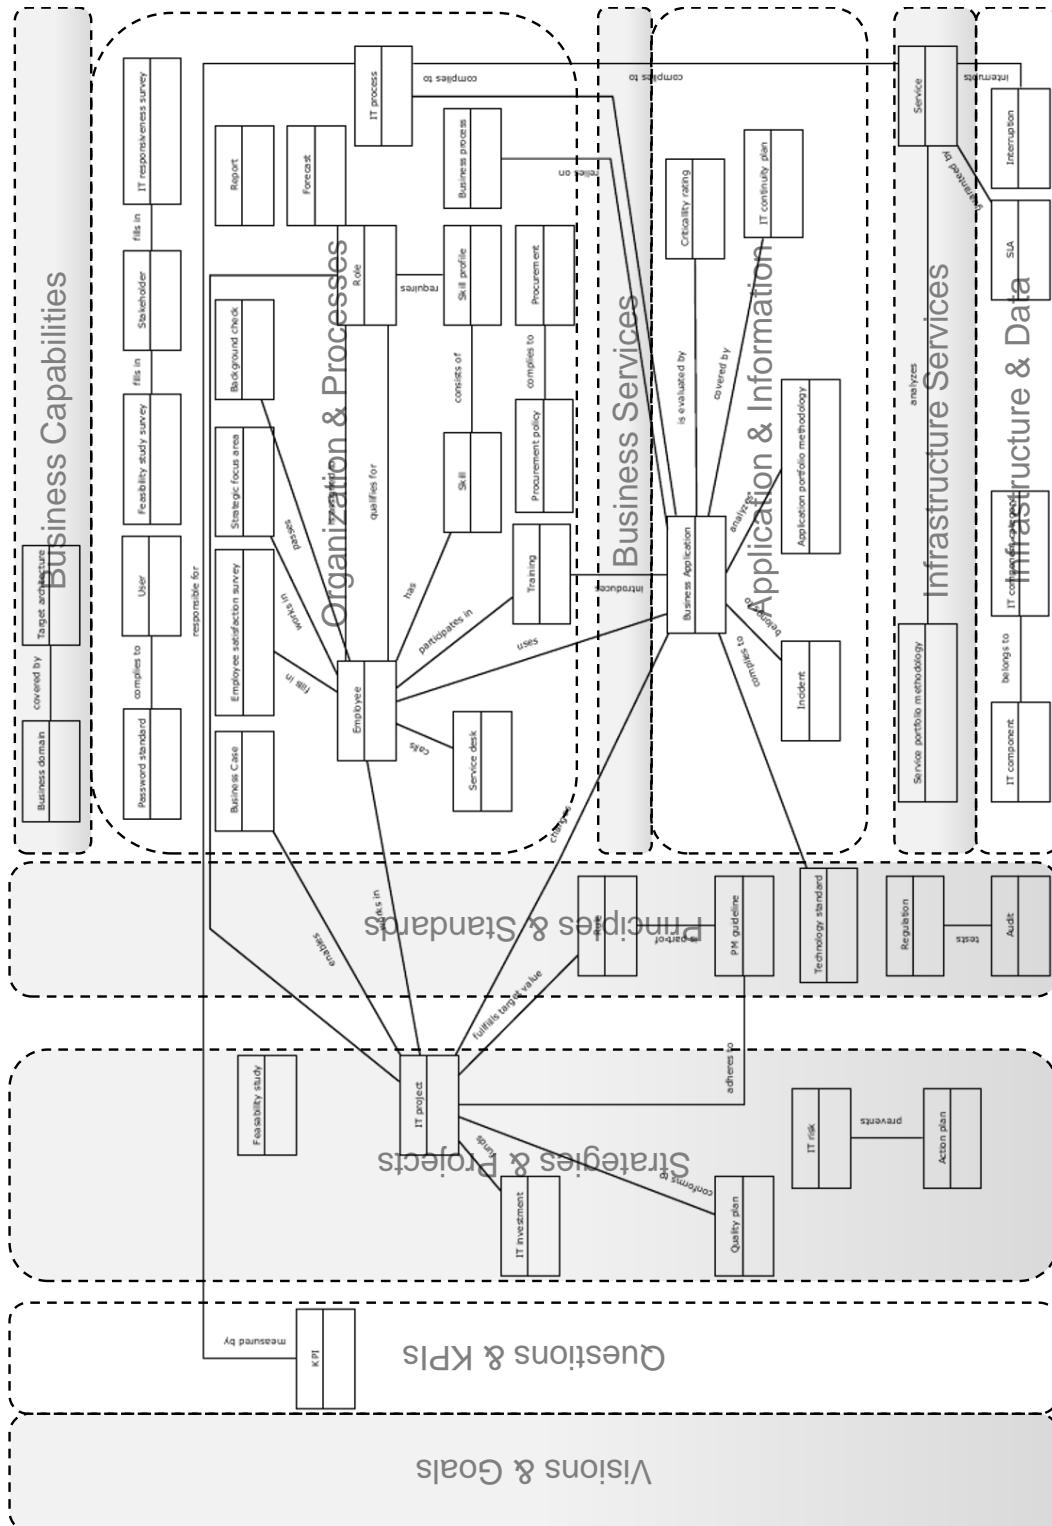 Business Capabilities
Target architecture
covered by
Business domain
Organization & Processes
IT responsiveness survey
fills in
Stakeholder
fills in
Feasibility study survey
User
complies to
Password standard
responsible for
Report
Forecast
IT process
complies to
Business process
relies on
Role
requires
Skill profile
Procurement
Background check
consists of
complies to
Strategic focus area
qualifies for
Skill
Procurement policy
passes
works in
has
Training
introduces
Employee satisfaction survey
participates in
fills in
uses
Employee
calls
Service desk
Business Case
Business Services
complies to
Application & Information
Criticallity rating
IT continuity plan
is evaluated by
covered by
Application portfolio methodology
analyzes
Business Application
belongs to
complies to
Incident
changes
Infrastructure Services
Service
interrupts
guaranteed by
analyzes
Service portfolio methodology
Infrastructure & Data
Interruption
SLA
belongs to
IT component
Principles & Standards
works in
enables
Rule
is part of
PM guideline
Technology standard
Regulation
tests
Audit
fullfills target value
adheres to
Strategies & Projects
Feasability study
IT project
funds
IT investment
conforms to
Quality plan
IT risk
prevents
Action plan
Questions & KPIs
measured by
KPI
Visions & Goals